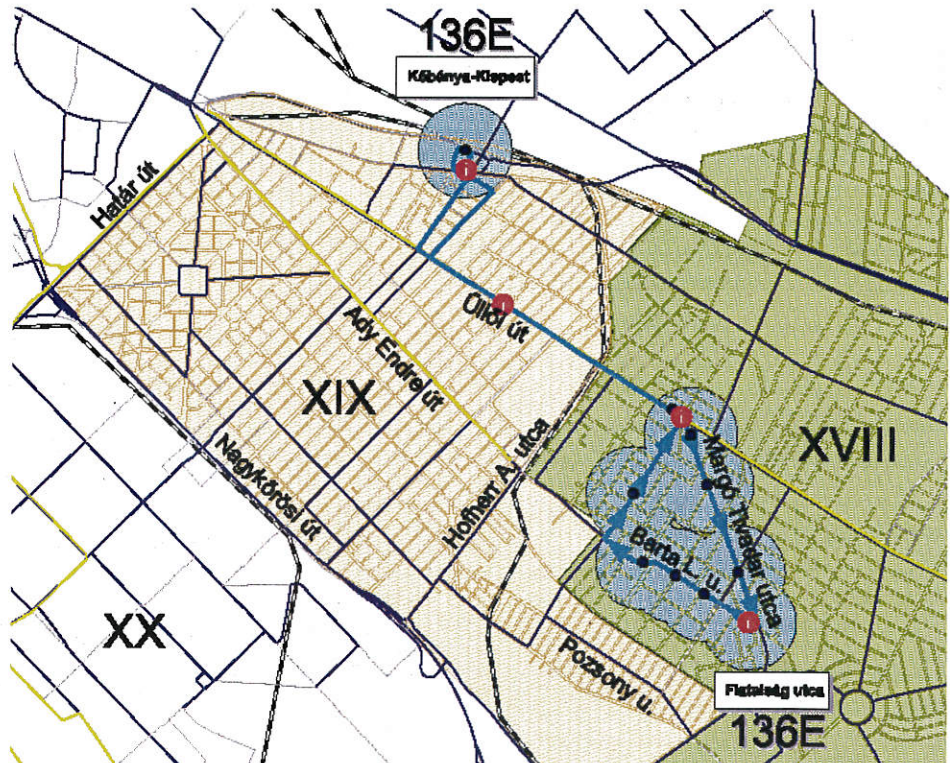 136E
Kőbánya-Kispest
Határ út
Üllői út
Ady Endre út
XIX
XVIII
Nagykőrösi út
Hofherr A. utca
Margó Tivadar utca
Barta L. u.
XX
Pozsony u.
Fiatalság utca
136E